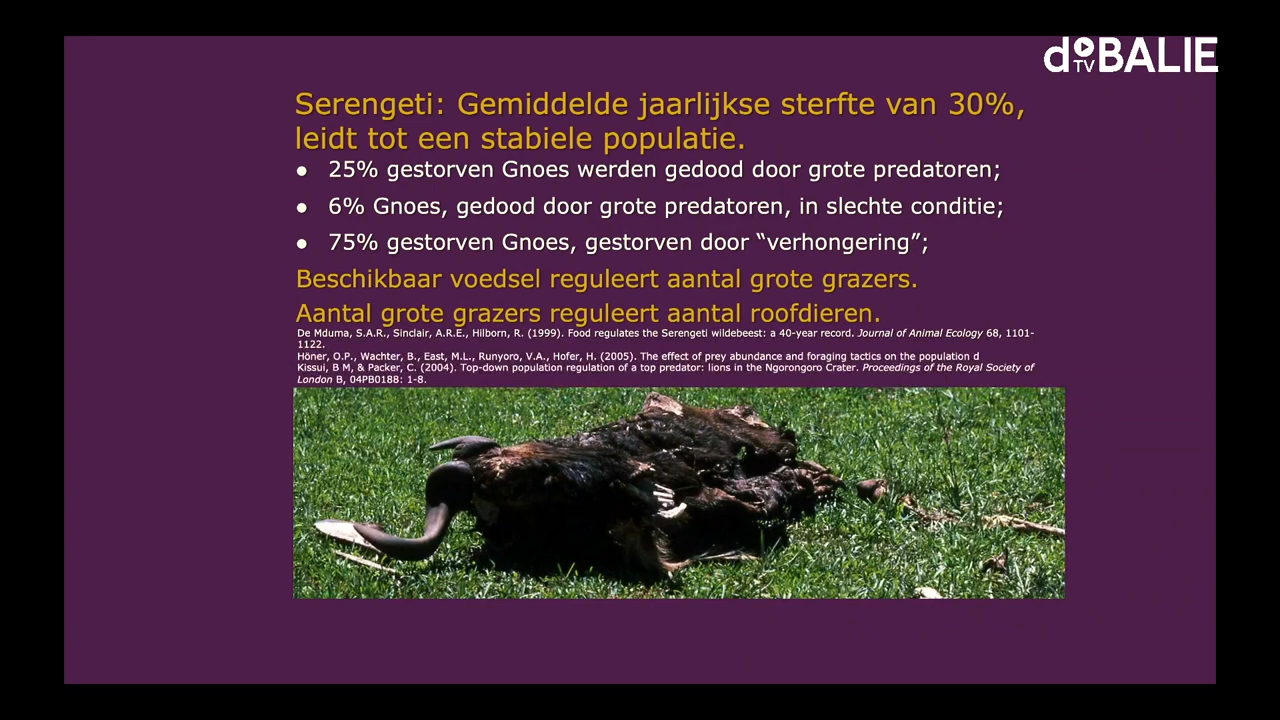 doBALIE
TV
Serengeti: Gemiddelde jaarlijkse sterfte van 30%,
leidt tot een stabiele populatie.
● 25% gestorven Gnoes werden gedood door grote predatoren;
● 6% Gnoes, gedood door grote predatoren, in slechte conditie;
● 75% gestorven Gnoes, gestorven door “verhongering”;
Beschikbaar voedsel reguleert aantal grote grazers.
Aantal grote grazers reguleert aantal roofdieren.
De Mduma, S.A.R., Sinclair, A.R.E., Hilborn, R. (1999). Food regulates the Serengeti wildebeest: a 40-year record. Journal of Animal Ecology 68, 1101-
1122.
Höner, O.P., Wachter, B., East, M.L., Runyoro, V.A., Hofer, H. (2005). The effect of prey abundance and foraging tactics on the population d
Kissui, B M, & Packer, C. (2004). Top-down population regulation of a top predator: lions in the Ngorongoro Crater. Proceedings of the Royal Society of
London B, 04PB0188: 1-8.